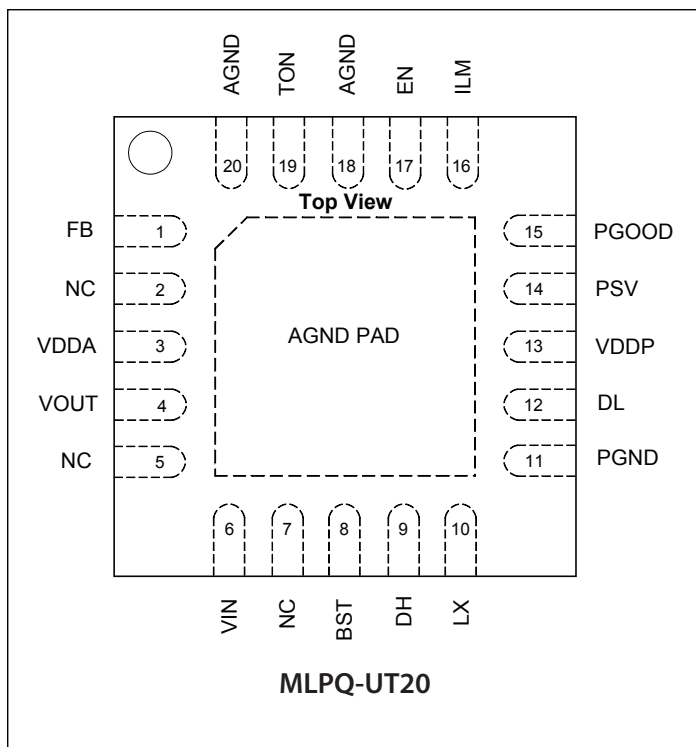 AGND TON AGND EN ILM
20 19 18 17 16
Top View
FB 1
NC 2
VDDA 3
VOUT 4
NC 5
AGND PAD
15 PGOOD
14 PSV
13 VDDP
12 DL
11 PGND
6 7 8 9 10
VIN NC BST DH LX
MLPQ-UT20